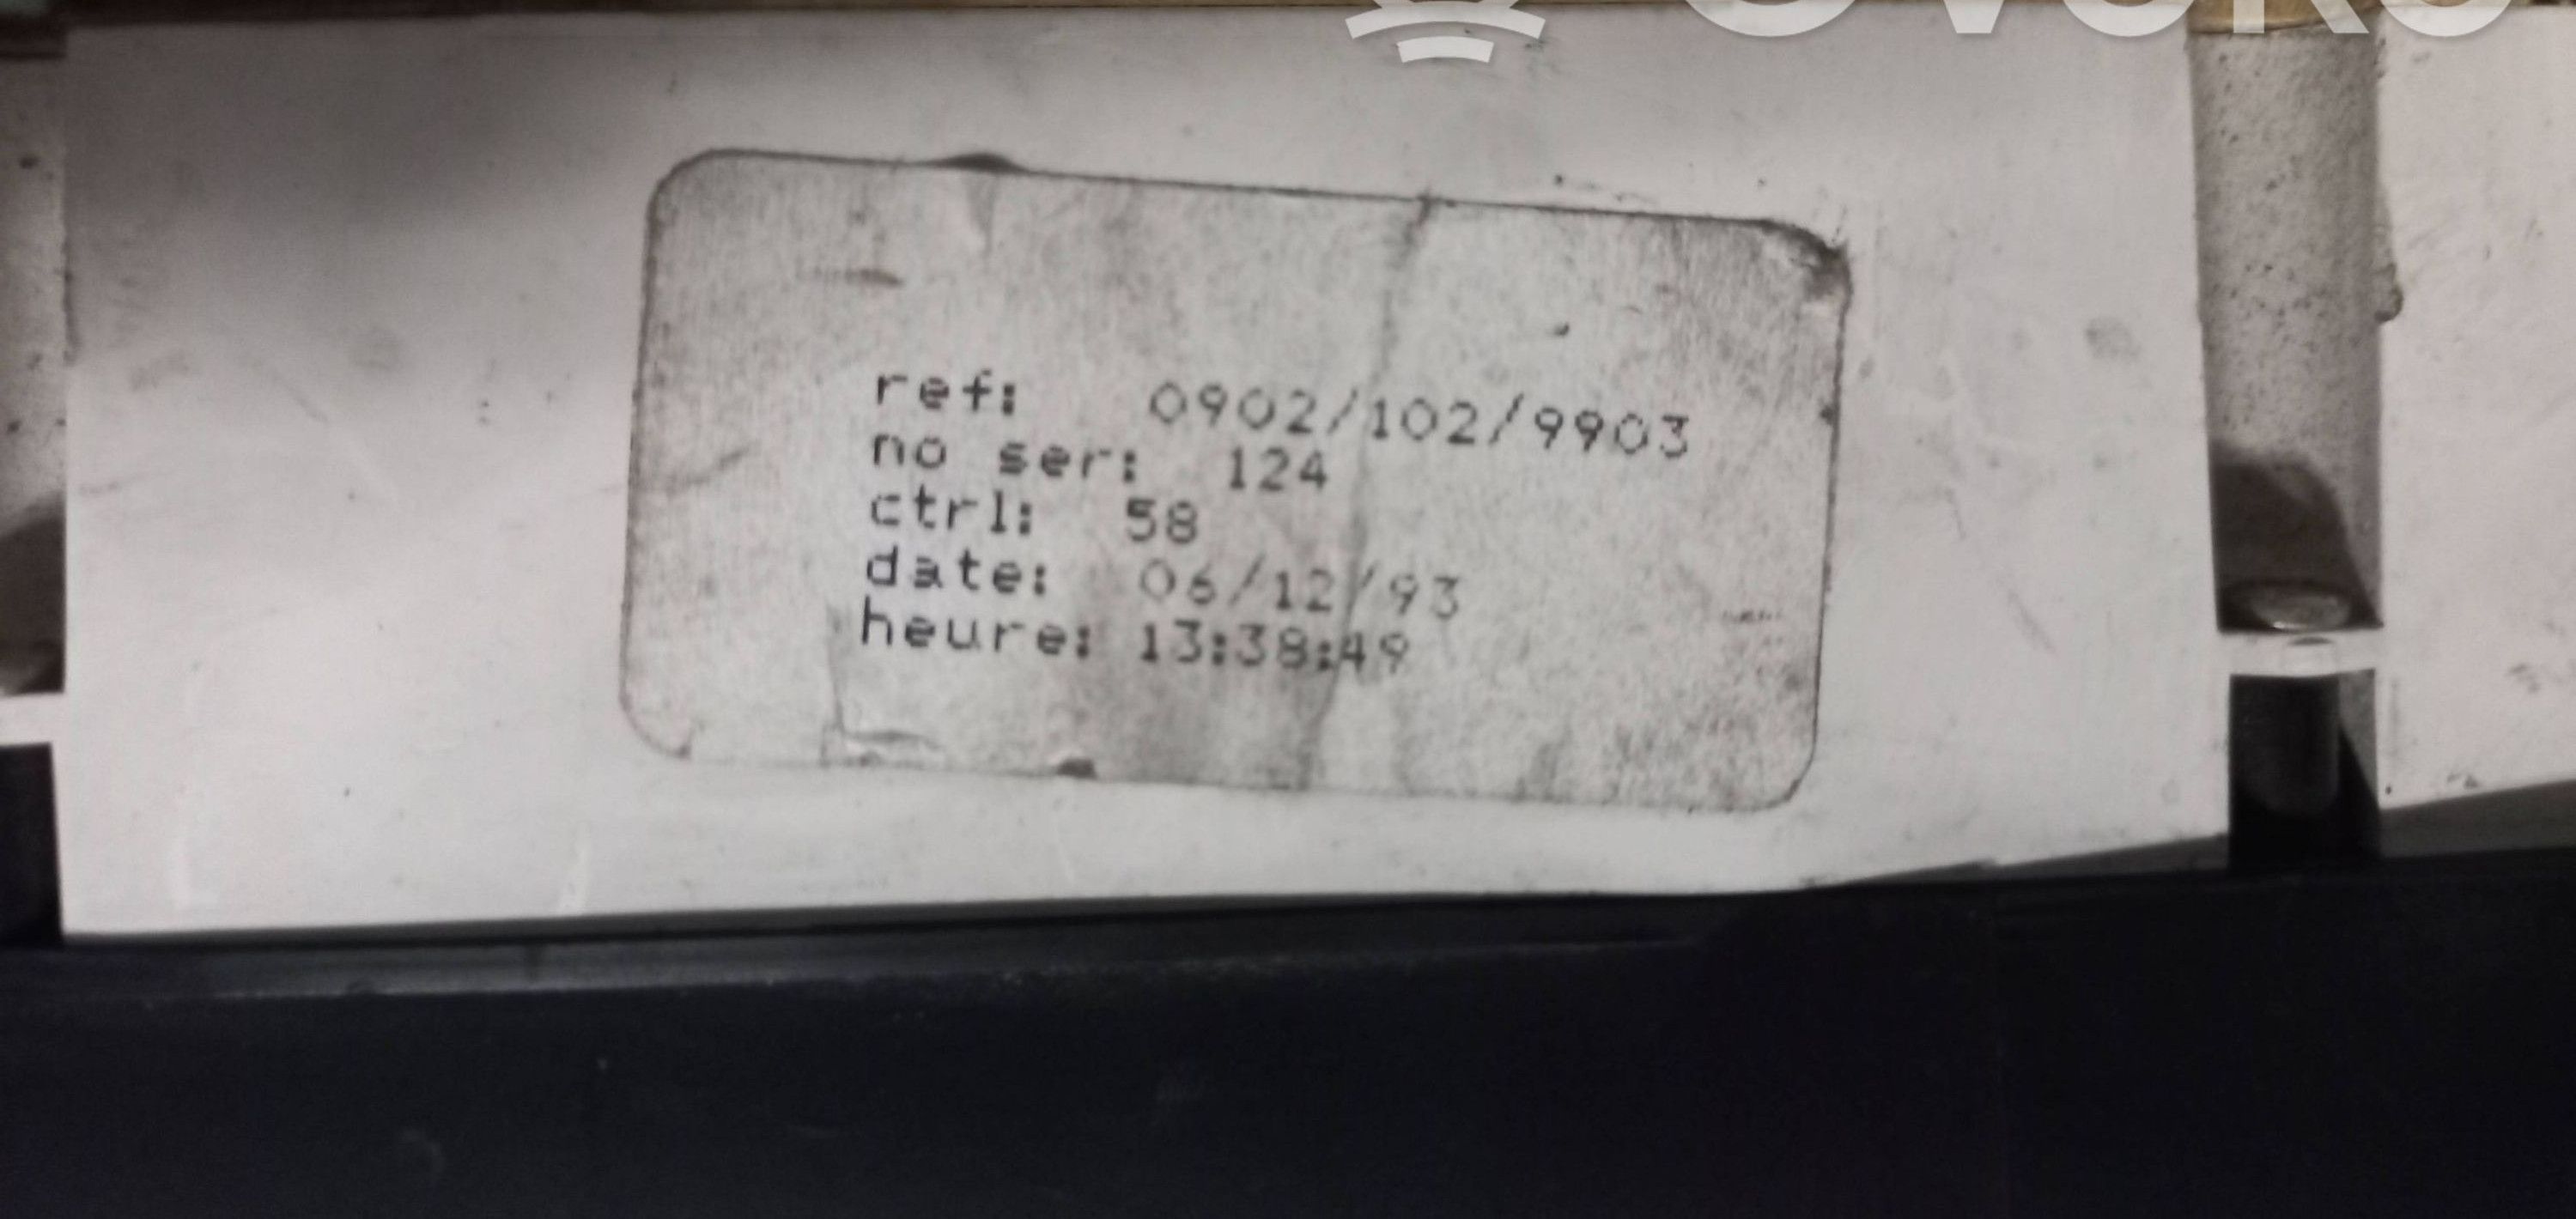 ref: 0902/102/9903
no ser: 124
ctrl: 58
date: 06/12/93
heure: 13:38:49